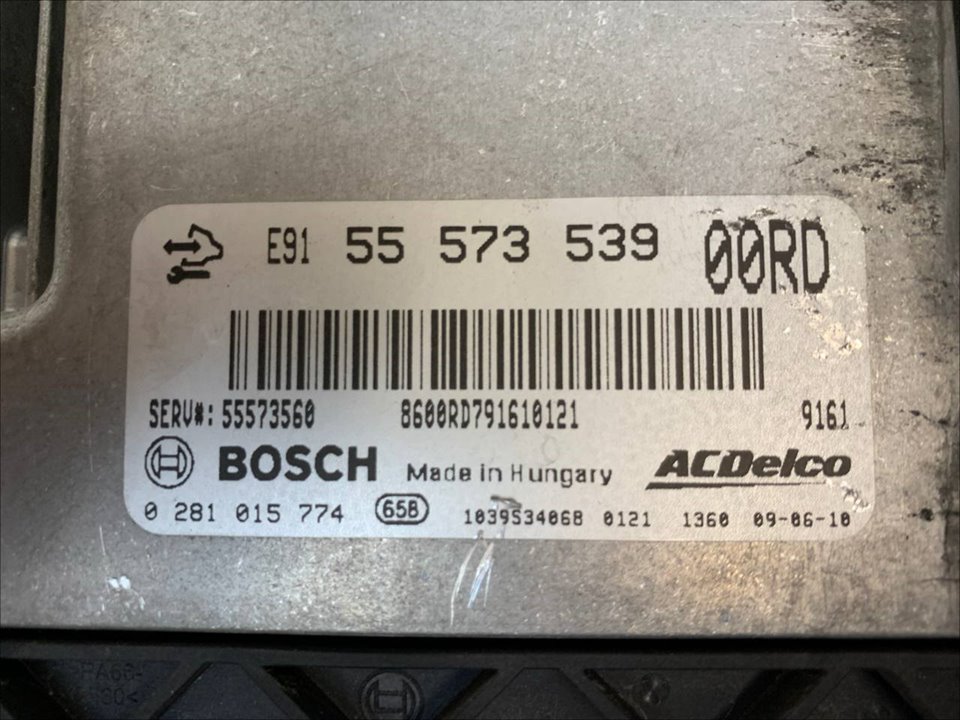 E91 55 573 539 00RD
SERV#: 55573560 8600RD791610121 9161
BOSCH Made in Hungary ACDelco
0 281 015 774 658 1039S34068 0121 1360 09-06-10